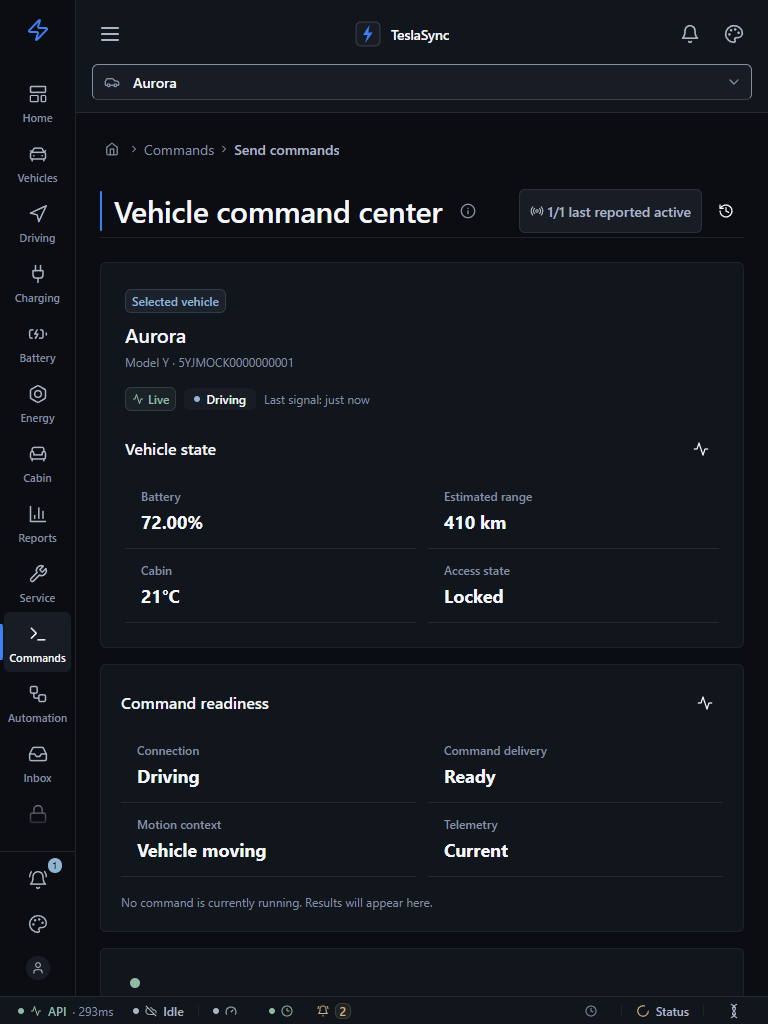 TeslaSync
Aurora
Home
Vehicles
Driving
Charging
Battery
Energy
Cabin
Reports
Service
Commands
Automation
Inbox
1
Commands > Send commands
Vehicle command center
1/1 last reported active
Selected vehicle
Aurora
Model Y · 5YJMOCK0000000001
Live Driving Last signal: just now
Vehicle state
Battery
72.00%
Estimated range
410 km
Cabin
21°C
Access state
Locked
Command readiness
Connection
Driving
Command delivery
Ready
Motion context
Vehicle moving
Telemetry
Current
No command is currently running. Results will appear here.
API · 293ms Idle 2 Status